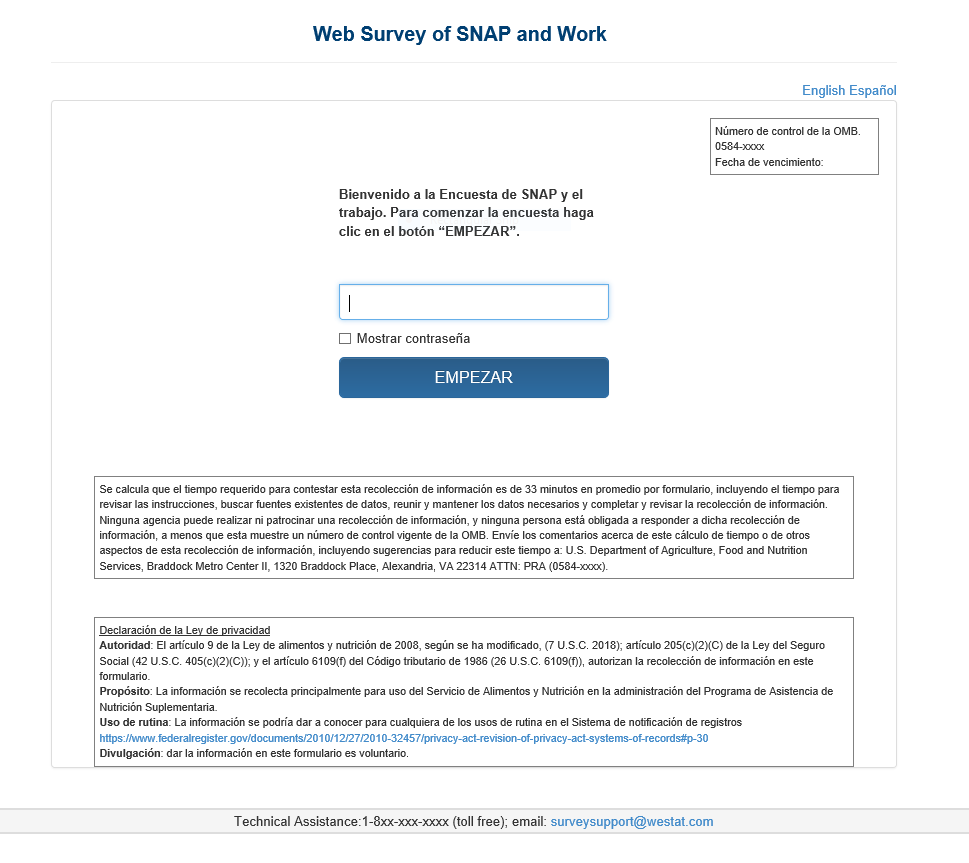 Web Survey of SNAP and Work
English Español
Número de control de la OMB.
0584-xxxx
Fecha de vencimiento:
Bienvenido a la Encuesta de SNAP y el
trabajo. Para comenzar la encuesta haga
clic en el botón “EMPEZAR”.
Mostrar contraseña
EMPEZAR
Se calcula que el tiempo requerido para contestar esta recolección de información es de 33 minutos en promedio por formulario, incluyendo el tiempo para
revisar las instrucciones, buscar fuentes existentes de datos, reunir y mantener los datos necesarios y completar y revisar la recolección de información.
Ninguna agencia puede realizar ni patrocinar una recolección de información, y ninguna persona está obligada a responder a dicha recolección de
información, a menos que esta muestre un número de control vigente de la OMB. Envíe los comentarios acerca de este cálculo de tiempo o de otros
aspectos de esta recolección de información, incluyendo sugerencias para reducir este tiempo a: U.S. Department of Agriculture, Food and Nutrition
Services, Braddock Metro Center II, 1320 Braddock Place, Alexandria, VA 22314 ATTN: PRA (0584-xxxx).
Declaración de la Ley de privacidad
Autoridad: El artículo 9 de la Ley de alimentos y nutrición de 2008, según se ha modificado, (7 U.S.C. 2018); artículo 205(c)(2)(C) de la Ley del Seguro
Social (42 U.S.C. 405(c)(2)(C)); y el artículo 6109(f) del Código tributario de 1986 (26 U.S.C. 6109(f)), autorizan la recolección de información en este
formulario.
Propósito: La información se recolecta principalmente para uso del Servicio de Alimentos y Nutrición en la administración del Programa de Asistencia de
Nutrición Suplementaria.
Uso de rutina: La información se podría dar a conocer para cualquiera de los usos de rutina en el Sistema de notificación de registros
https://www.federalregister.gov/documents/2010/12/27/2010-32457/privacy-act-revision-of-privacy-act-systems-of-records#p-30
Divulgación: dar la información en este formulario es voluntario.
Technical Assistance:1-8xx-xxx-xxxx (toll free); email: surveysupport@westat.com